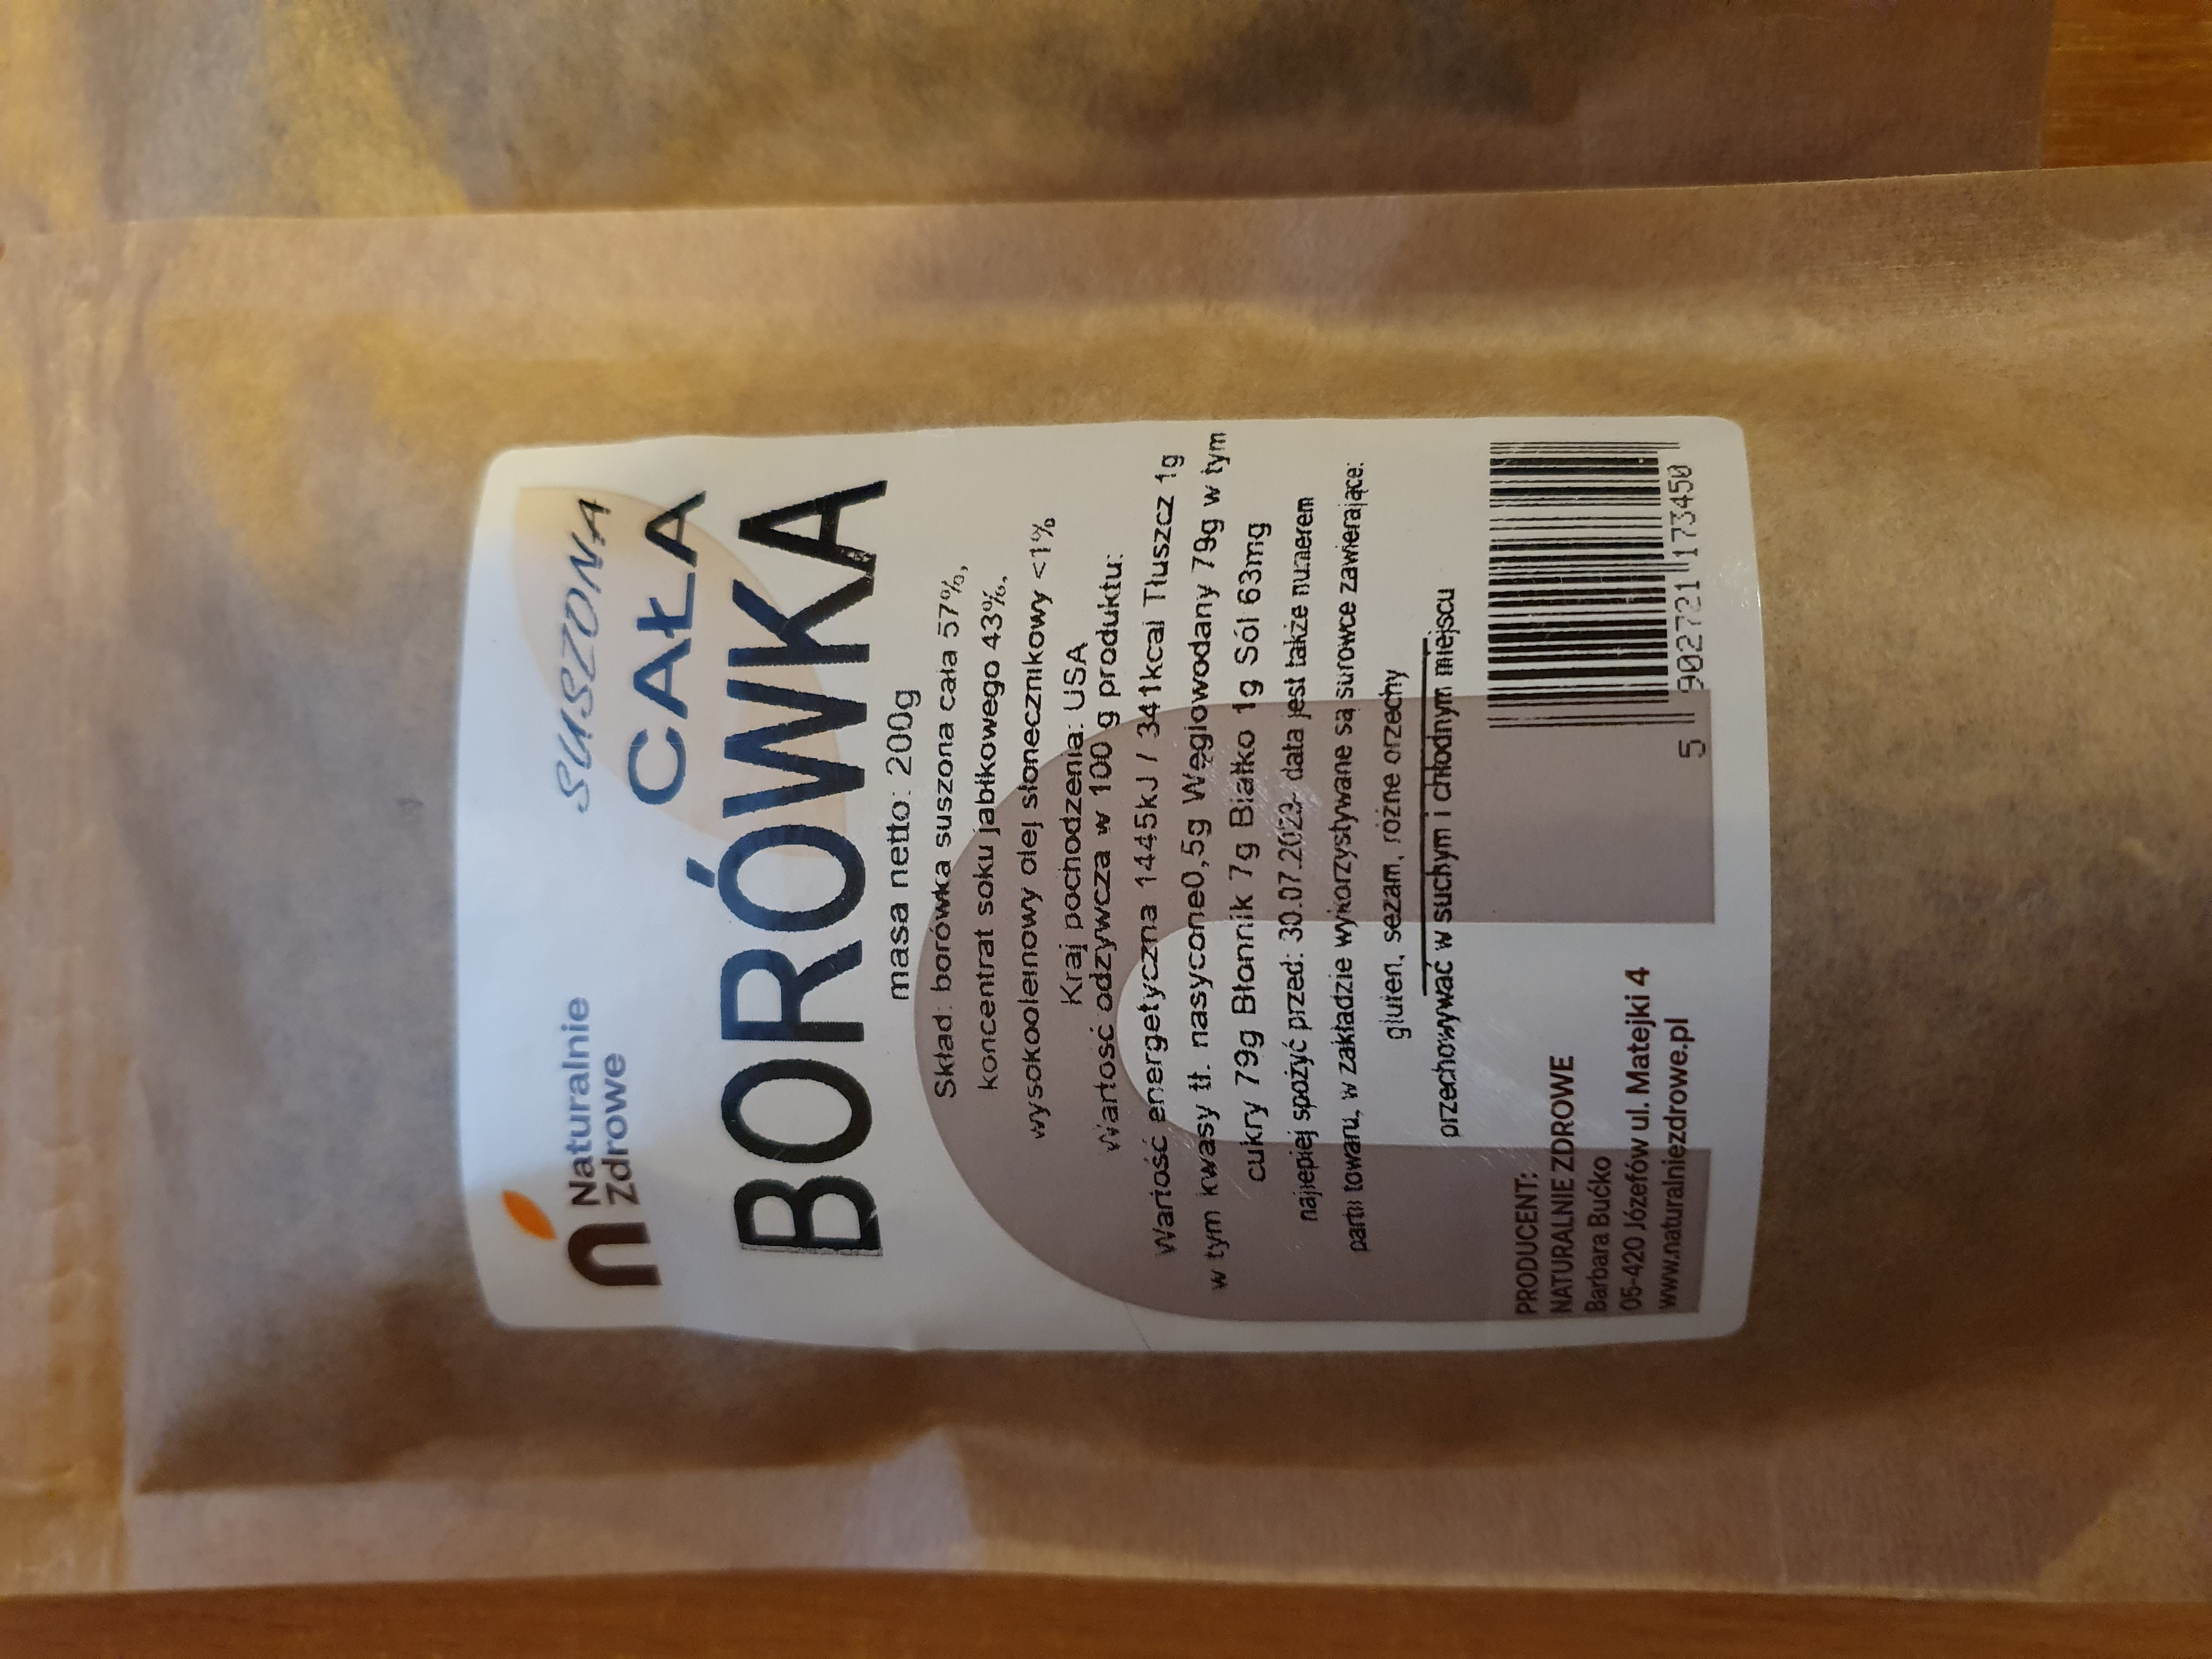 Naturalnie
Zdrowe
SUSZONA
CAŁA
BORÓWKA
masa netto: 200g
Skład: borówka suszona cała 57%,
koncentrat soku jabłkowego 43%,
wysokooleinowy olej słonecznikowy <1%
Kraj pochodzenia: USA
Wartość odzywcza w 100 g produktu:
Wartość energetyczna 1445kJ / 341kcal Tłuszcz 1g
w tym kwasy tł. nasycone0,5g Węglowodany 79g w tym
cukry 79g Błonnik 7g Białko 1g Sól 63mg
najlepiej spożyć przed: 30.07.2023- data jest także numerem
partii towaru, w zakładzie wykorzystywane są surowce zawierające:
gluten, sezam, różne orzechy
przechowywać w suchym i chłodnym miejscu
PRODUCENT:
NATURALNIE ZDROWE
Barbara Bućko
05-420 Józefów ul. Matejki 4
www.naturalniezdrowe.pl
5 902721 173450